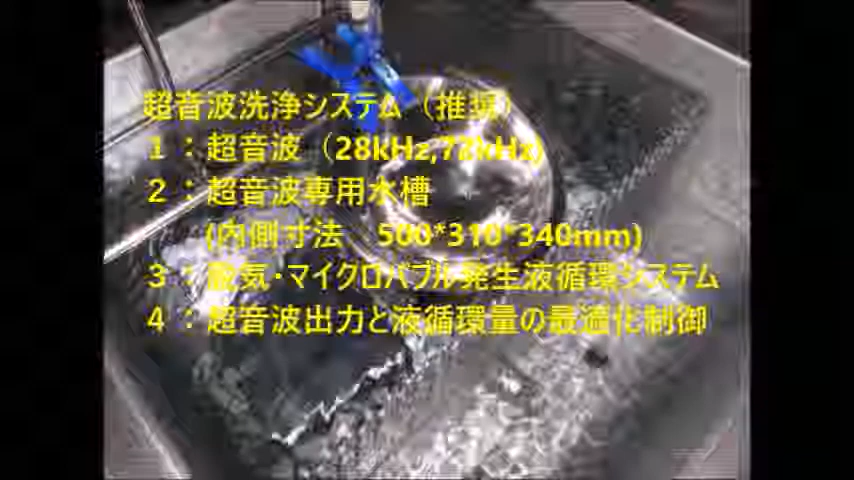 超音波洗浄システム（推奨）
１：超音波（28kHz,72kHz)
２：超音波専用水槽
(内側寸法　500*310*340mm)
３：脱気・マイクロバブル発生液循環システム
４：超音波出力と液循環量の最適化制御